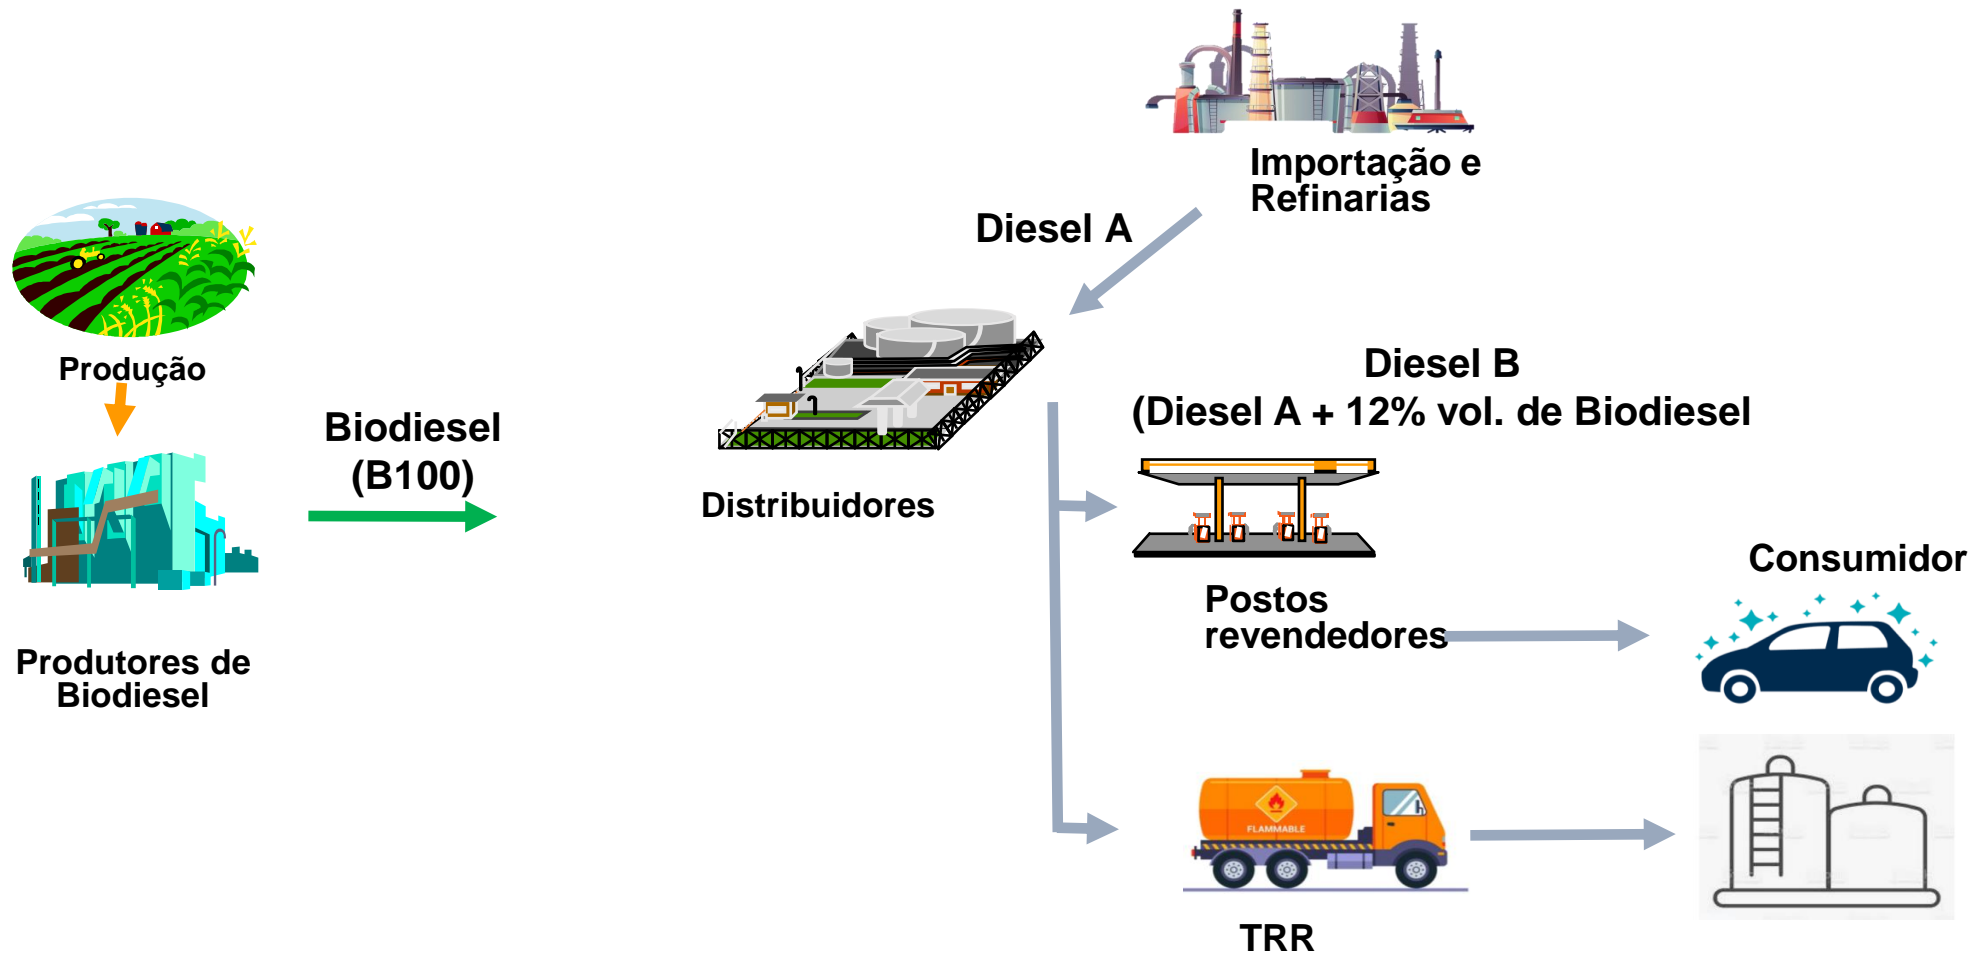 Importação e
Refinarias
Diesel A
Produção
Diesel B
(Diesel A + 12% vol. de Biodiesel
Biodiesel
(B100)
Distribuidores
Consumidor
Postos
revendedores
Produtores de
Biodiesel
FLAMMABLE
TRR